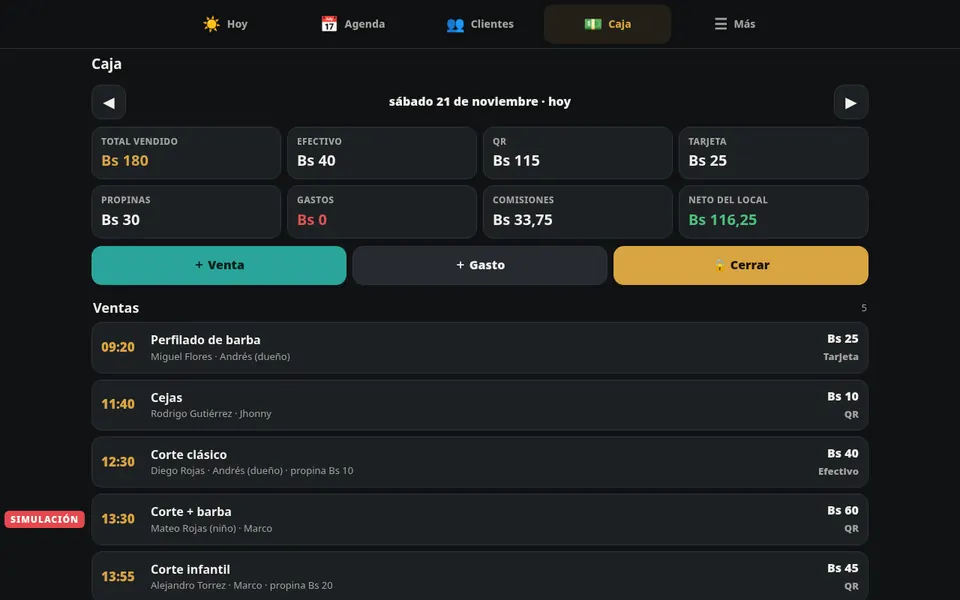 Hoy
Agenda
Clientes
Caja
Más
Caja
sábado 21 de noviembre · hoy
TOTAL VENDIDO
Bs 180
EFECTIVO
Bs 40
QR
Bs 115
TARJETA
Bs 25
PROPINAS
Bs 30
GASTOS
Bs 0
COMISIONES
Bs 33,75
NETO DEL LOCAL
Bs 116,25
+ Venta
+ Gasto
Cerrar
Ventas
5
09:20
Perfilado de barba
Miguel Flores · Andrés (dueño)
Bs 25
Tarjeta
11:40
Cejas
Rodrigo Gutiérrez · Jhonny
Bs 10
QR
12:30
Corte clásico
Diego Rojas · Andrés (dueño) · propina Bs 10
Bs 40
Efectivo
SIMULACIÓN
13:30
Corte + barba
Mateo Rojas (niño) · Marco
Bs 60
QR
13:55
Corte infantil
Alejandro Torrez · Marco · propina Bs 20
Bs 45
QR